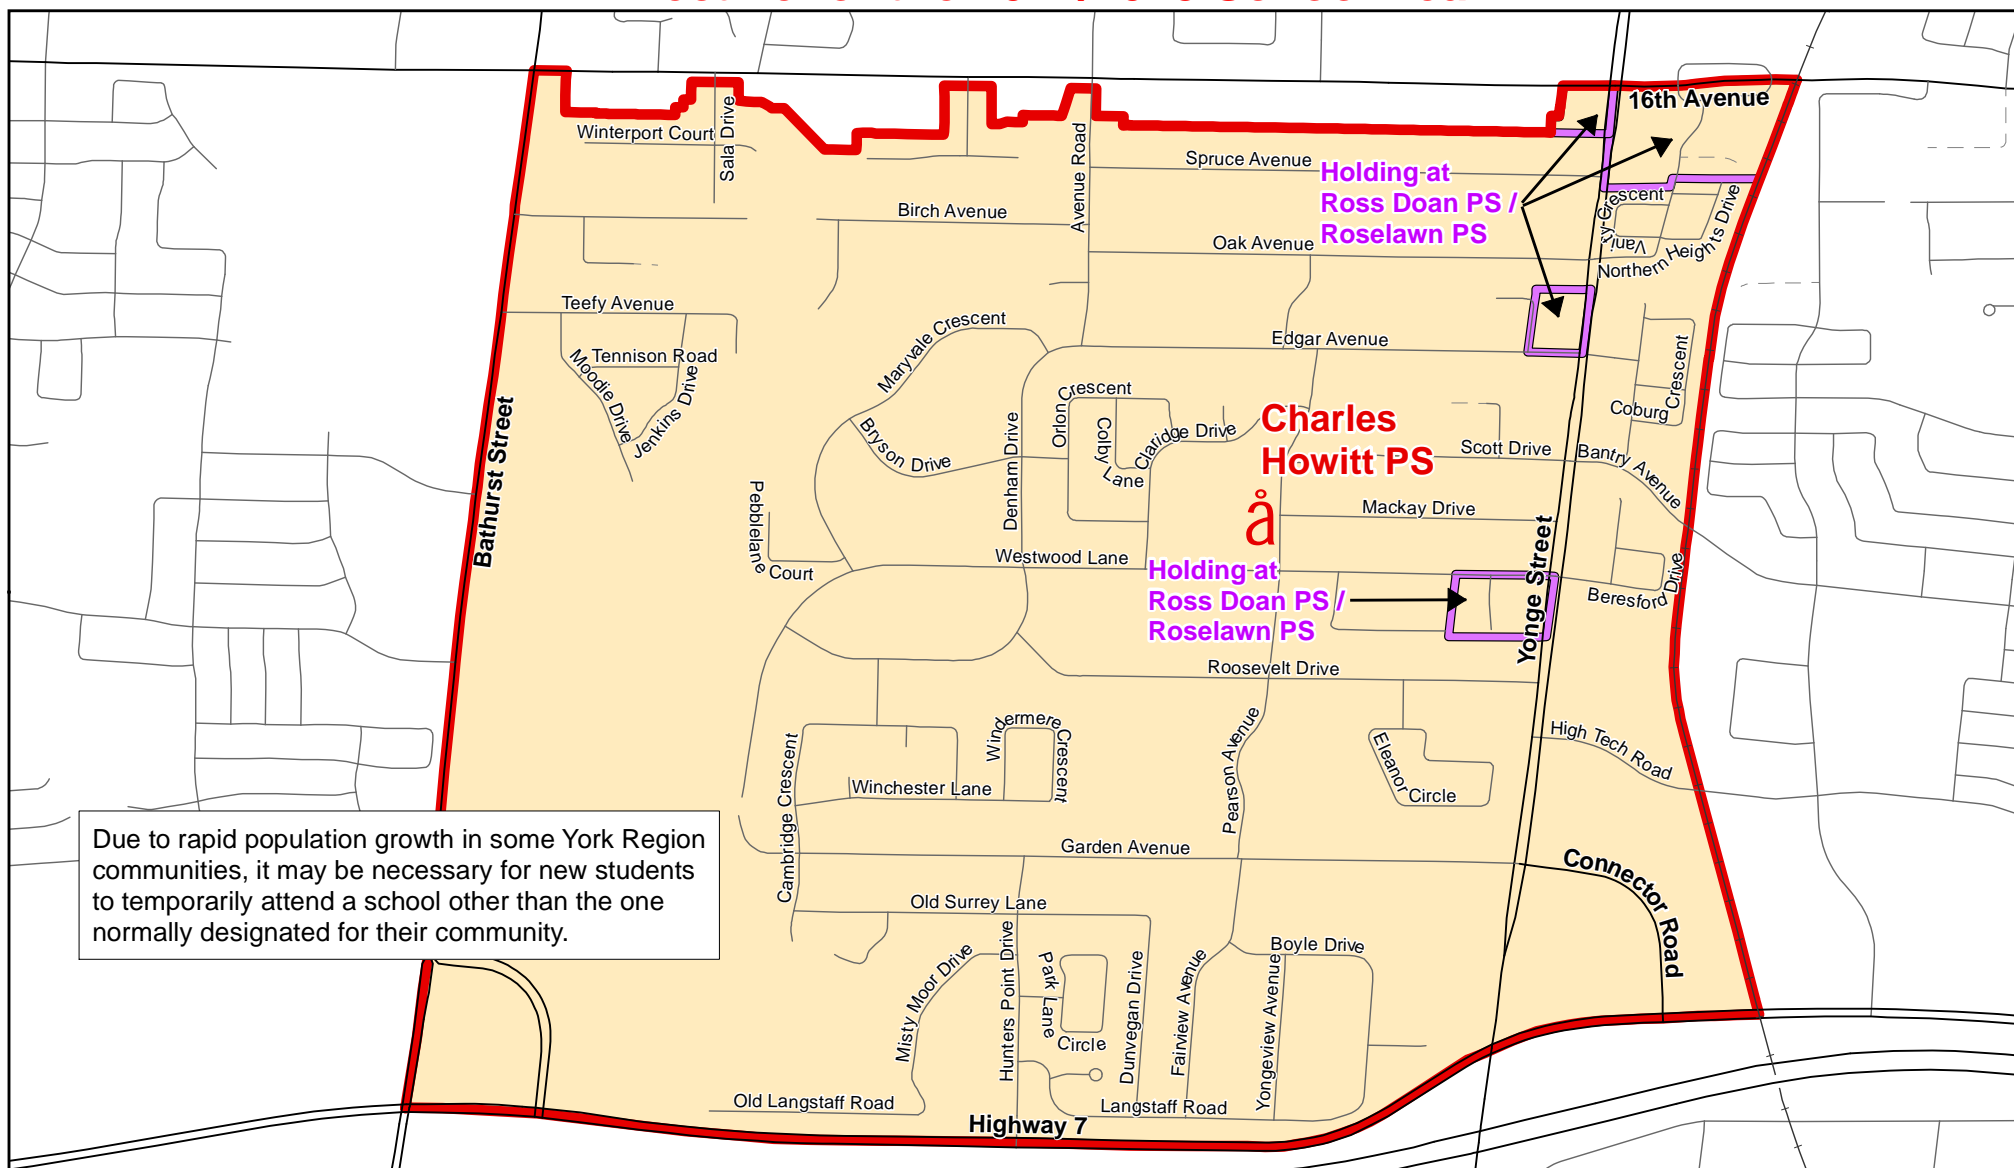 16th Avenue
Winterport Court
Sala Drive
Avenue Road
Spruce Avenue
Holding at
Ross Doan PS /
Roselawn PS
Birch Avenue
Oak Avenue
Vanity Crescent
Northern Heights Drive
Teefy Avenue
Tennison Road
Moodie Drive
Jenkins Drive
Maryvale Crescent
Edgar Avenue
Bathurst Street
Bryson Drive
Denham Drive
Orlon Crescent
Colby Lane
Claridge Drive
Charles
Howitt PS
å
Coburg Crescent
Scott Drive
Bantry Avenue
Pebblelane Court
Mackay Drive
Westwood Lane
Yonge Street
Holding at
Ross Doan PS /
Roselawn PS
Beresford Drive
Roosevelt Drive
Windermere Crescent
Pearson Avenue
Eleanor Circle
High Tech Road
Cambridge Crescent
Winchester Lane
Due to rapid population growth in some York Region
communities, it may be necessary for new students
to temporarily attend a school other than the one
normally designated for their community.
Garden Avenue
Connector Road
Old Surrey Lane
Misty Moor Drive
Hunters Point Drive
Park Lane Circle
Dunvegan Drive
Fairview Avenue
Yongeview Avenue
Boyle Drive
Old Langstaff Road
Langstaff Road
Highway 7